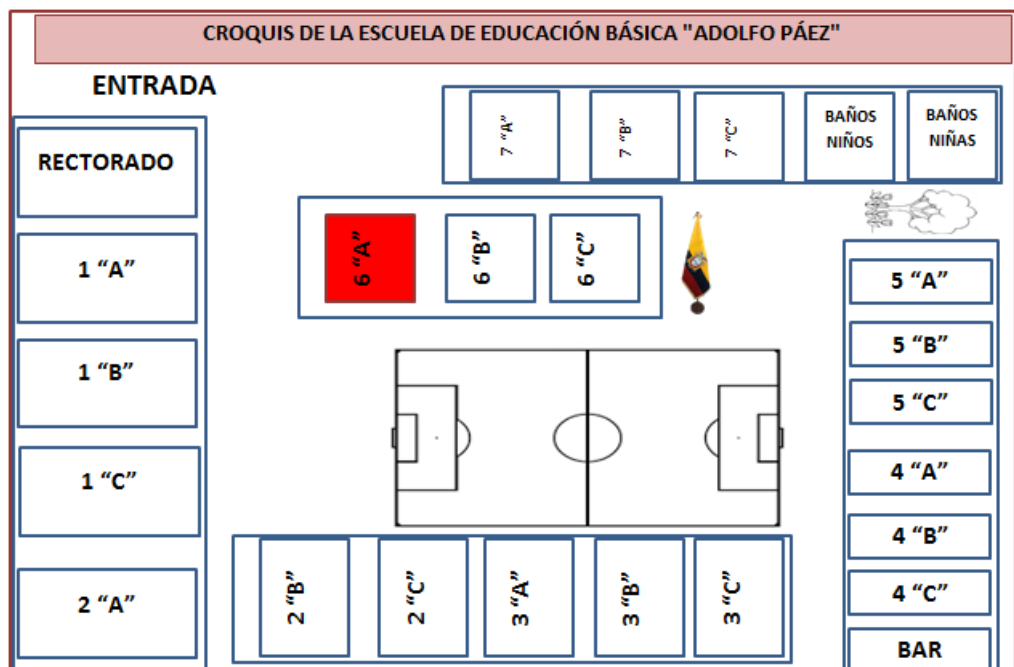 CROQUIS DE LA ESCUELA DE EDUCACIÓN BÁSICA "ADOLFO PÁEZ"
ENTRADA
RECTORADO
1 “A”
1 “B”
1 “C”
2 “A”
7 “A”
7 “B”
7 “C”
BAÑOS
NIÑOS
BAÑOS
NIÑAS
6 “A”
6 “B”
6 “C”
5 “A”
5 “B”
5 “C”
4 “A”
4 “B”
4 “C”
BAR
2 “B”
2 “C”
3 “A”
3 “B”
3 “C”